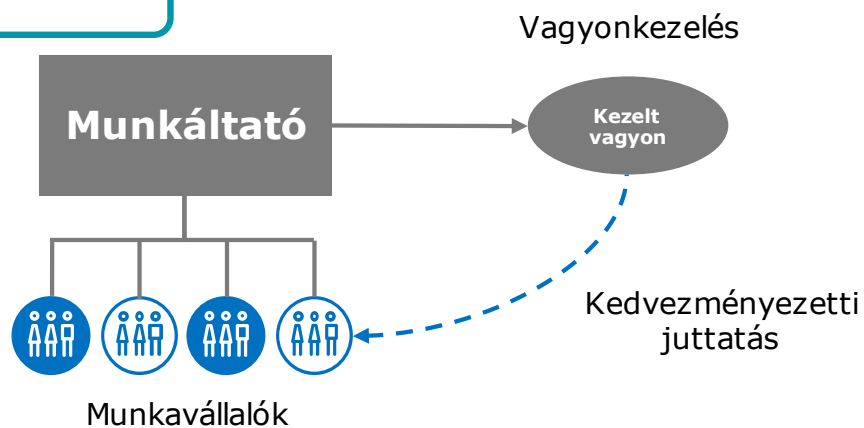 Vagyonkezelés
Munkáltató
Kezelt
vagyon
Kedvezményezetti
juttatás
Munkavállalók